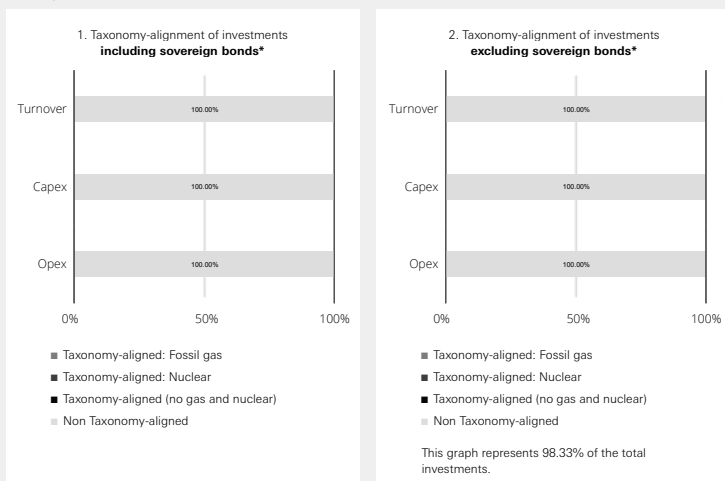 1. Taxonomy-alignment of investments
including sovereign bonds*
Turnover
100.00%
Capex
100.00%
Opex
100.00%
0%
50%
100%
Taxonomy-aligned: Fossil gas
Taxonomy-aligned: Nuclear
Taxonomy-aligned (no gas and nuclear)
Non Taxonomy-aligned
2. Taxonomy-alignment of investments
excluding sovereign bonds*
Turnover
100.00%
Capex
100.00%
Opex
100.00%
0%
50%
100%
Taxonomy-aligned: Fossil gas
Taxonomy-aligned: Nuclear
Taxonomy-aligned (no gas and nuclear)
Non Taxonomy-aligned
This graph represents 98.33% of the total
investments.